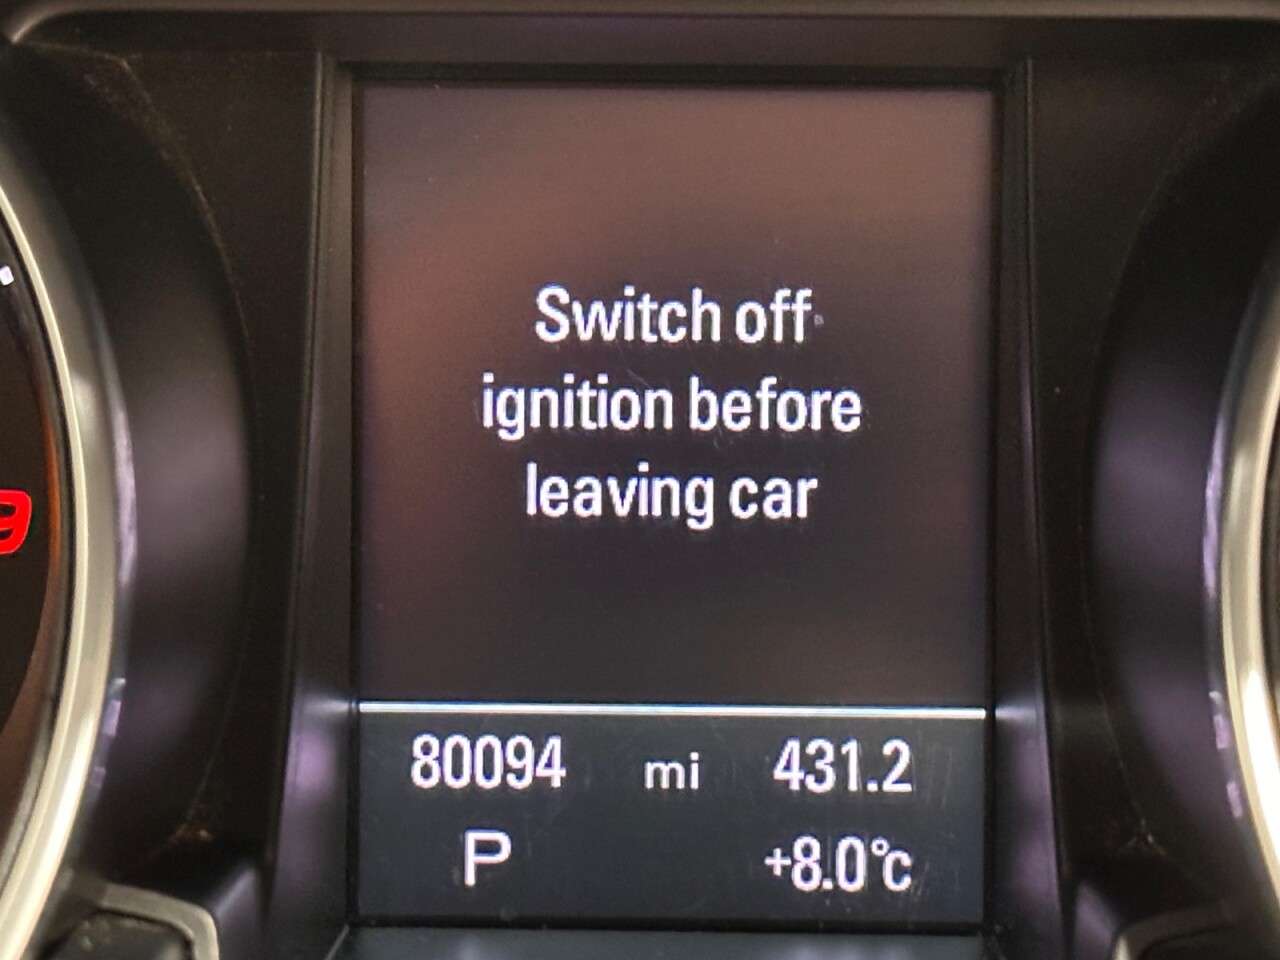 Switch off
ignition before
leaving car
80094 mi 431.2
P +8.0°c